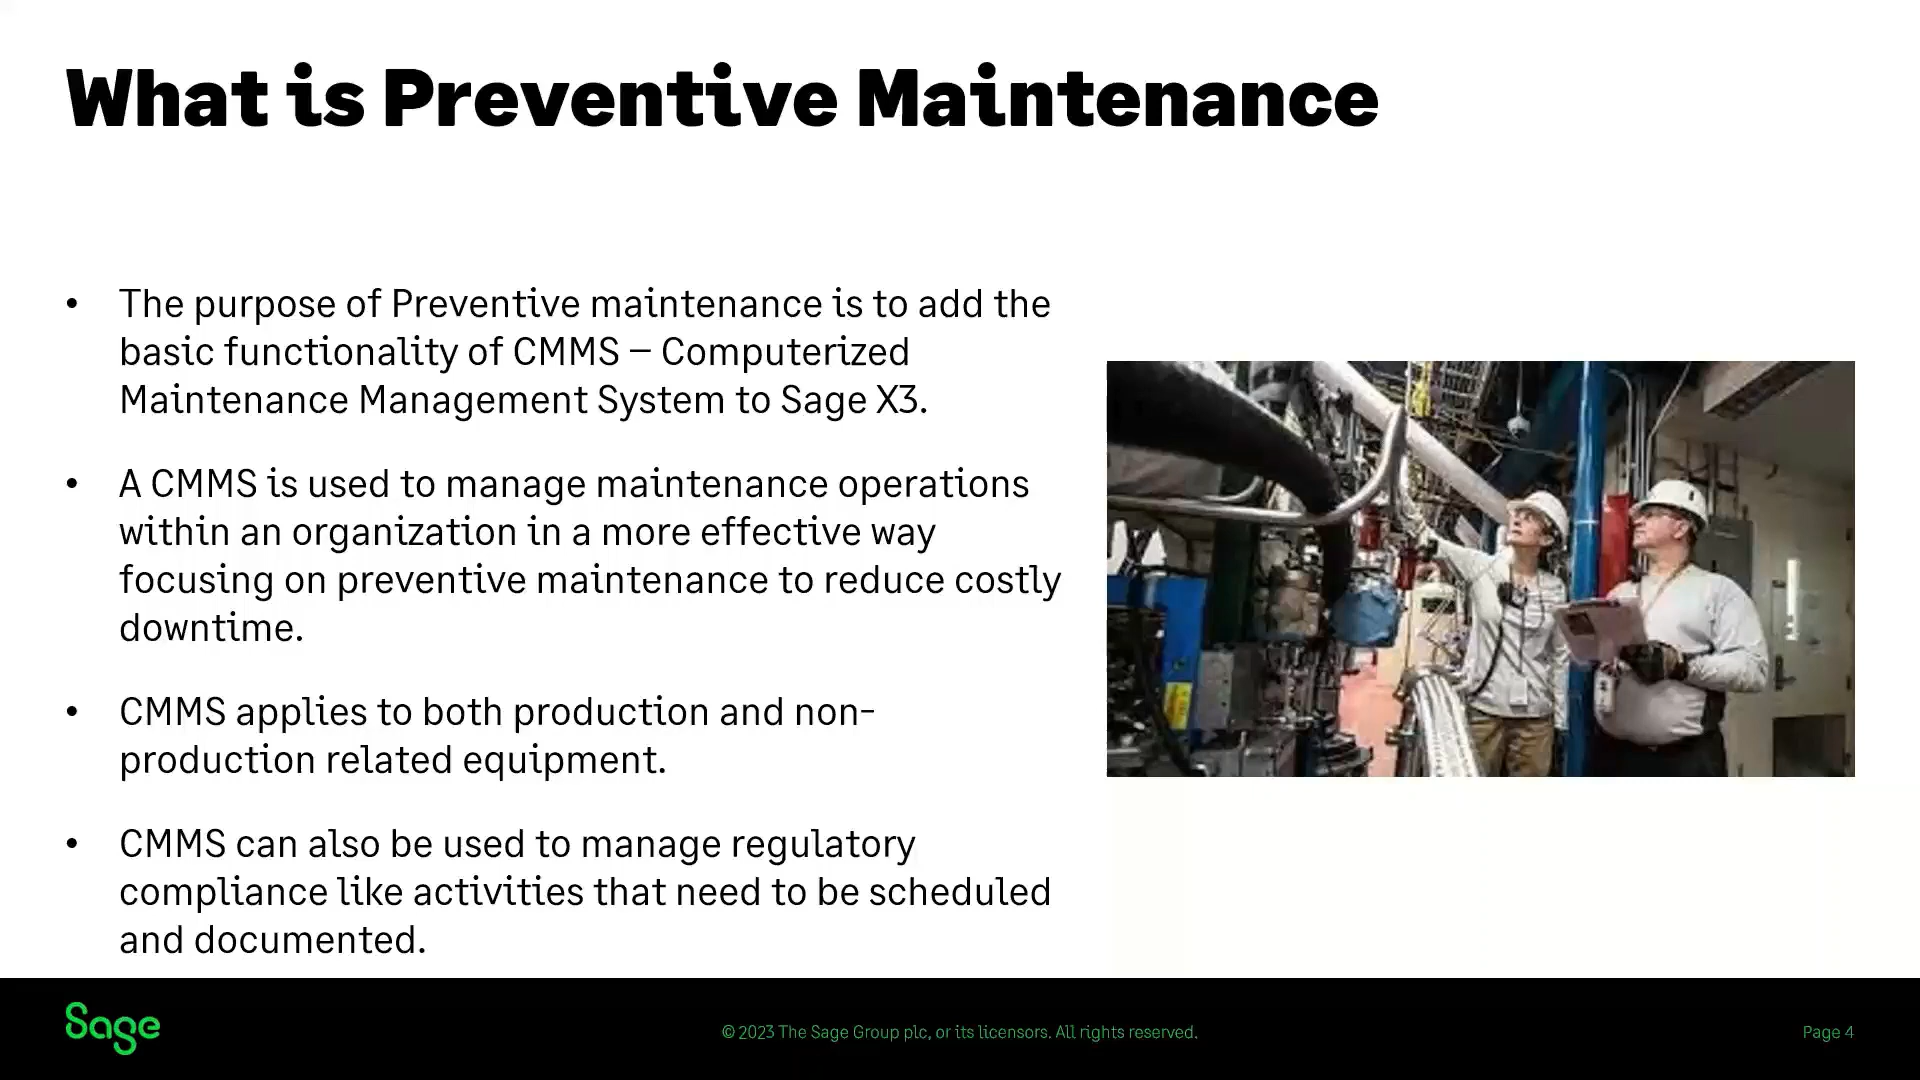 What is Preventive Maintenance
• The purpose of Preventive maintenance is to add the
basic functionality of CMMS – Computerized
Maintenance Management System to Sage X3.
• A CMMS is used to manage maintenance operations
within an organization in a more effective way
focusing on preventive maintenance to reduce costly
downtime.
• CMMS applies to both production and non-
production related equipment.
• CMMS can also be used to manage regulatory
compliance like activities that need to be scheduled
and documented.
Sage
© 2023 The Sage Group plc, or its licensors. All rights reserved.
Page 4